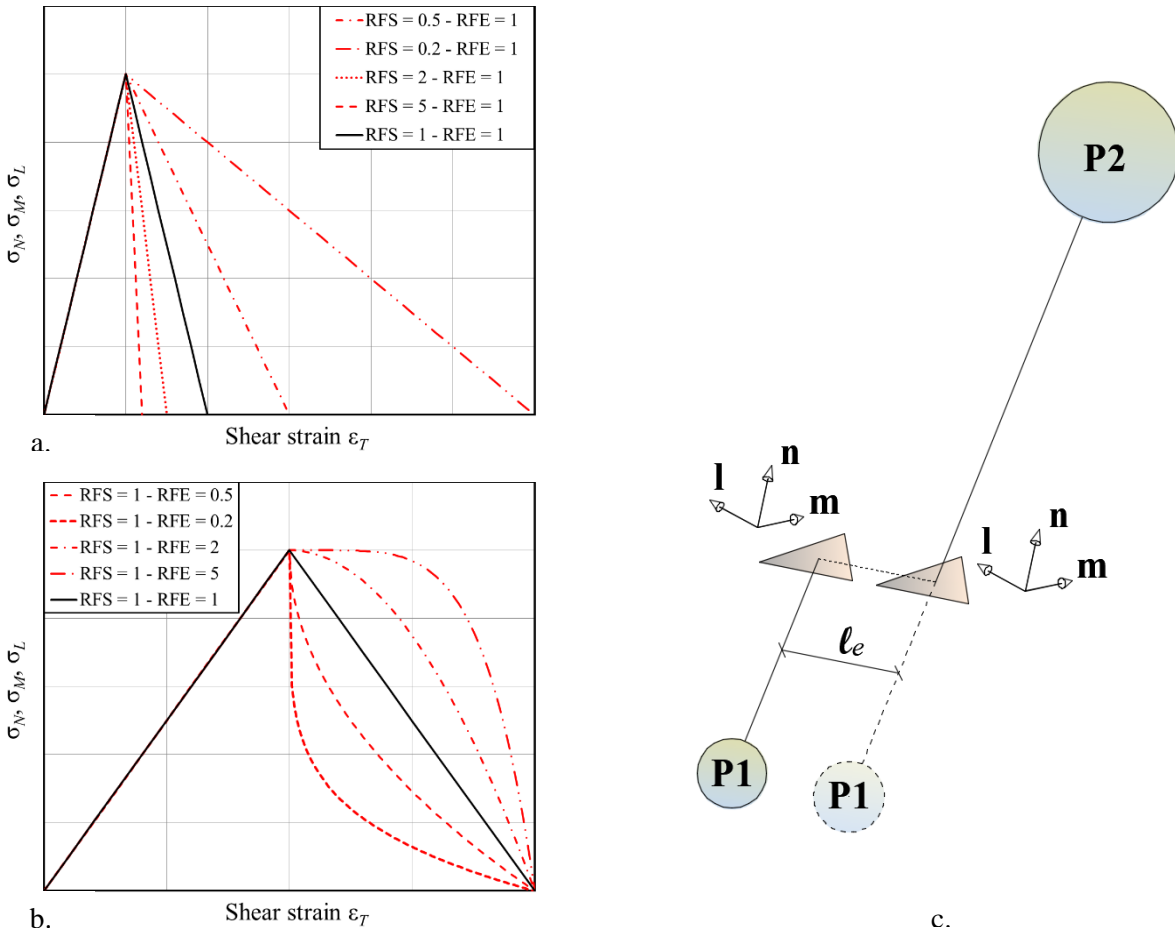 RFS = 0.5 - RFE = 1
RFS = 0.2 - RFE = 1
RFS = 2 - RFE = 1
RFS = 5 - RFE = 1
RFS = 1 - RFE = 1
σN, σM, σL
Shear strain εT
a.
RFS = 1 - RFE = 0.5
RFS = 1 - RFE = 0.2
RFS = 1 - RFE = 2
RFS = 1 - RFE = 5
RFS = 1 - RFE = 1
σN, σM, σL
Shear strain εT
b.
P2
n
l
m
n
l
m
ℓe
P1
P1
c.